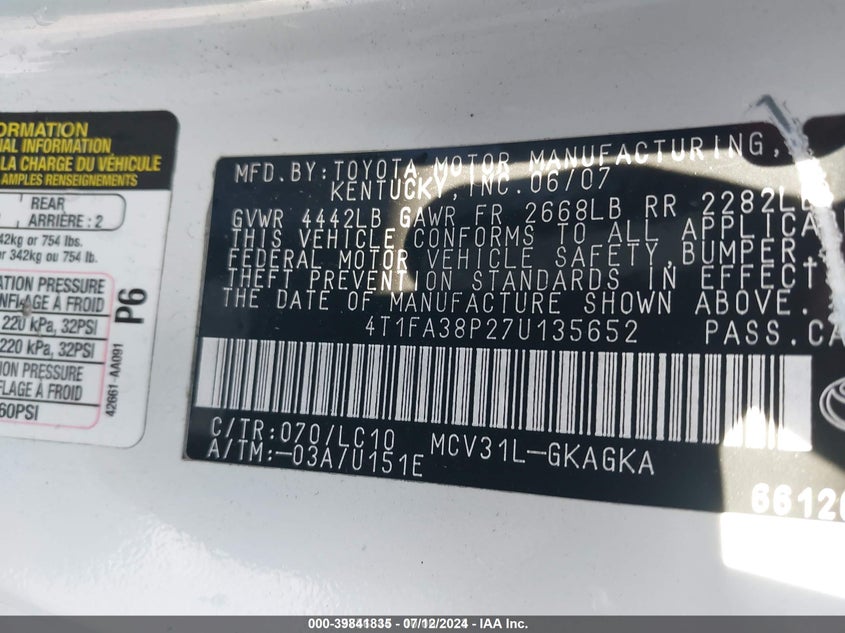 ORMATION
AL INFORMATION
LA CHARGE DU VÉHICULE
AMPLES RENSEIGNEMENTS
REAR
ARRIÈRE : 2
42kg or 754 lbs.
342kg ou 754 lb.
ATION PRESSURE
NFLAGE À FROID
220 kPa, 32PSI
220 kPa, 32PSI
ON PRESSURE
FLAGE À FROID
60PSI
P6
42661-AA091
MFD.BY:TOYOTA MOTOR MANUFACTURING,
KENTUCKY,INC.06/07
GVWR 4442LB GAWR FR 2668LB RR 2282LB
THIS VEHICLE CONFORMS TO ALL APPLICA
FEDERAL MOTOR VEHICLE SAFETY,BUMPER,
THEFT PREVENTION STANDARDS IN EFFECT
THE DATE OF MANUFACTURE SHOWN ABOVE.
4T1FA38P27U135652 PASS.CA
C/TR:070/LC10 MCV31L-GKAGKA
A/TM:-03A/U151E
6612
000-39841835 - 07/12/2024 - IAAI Inc.